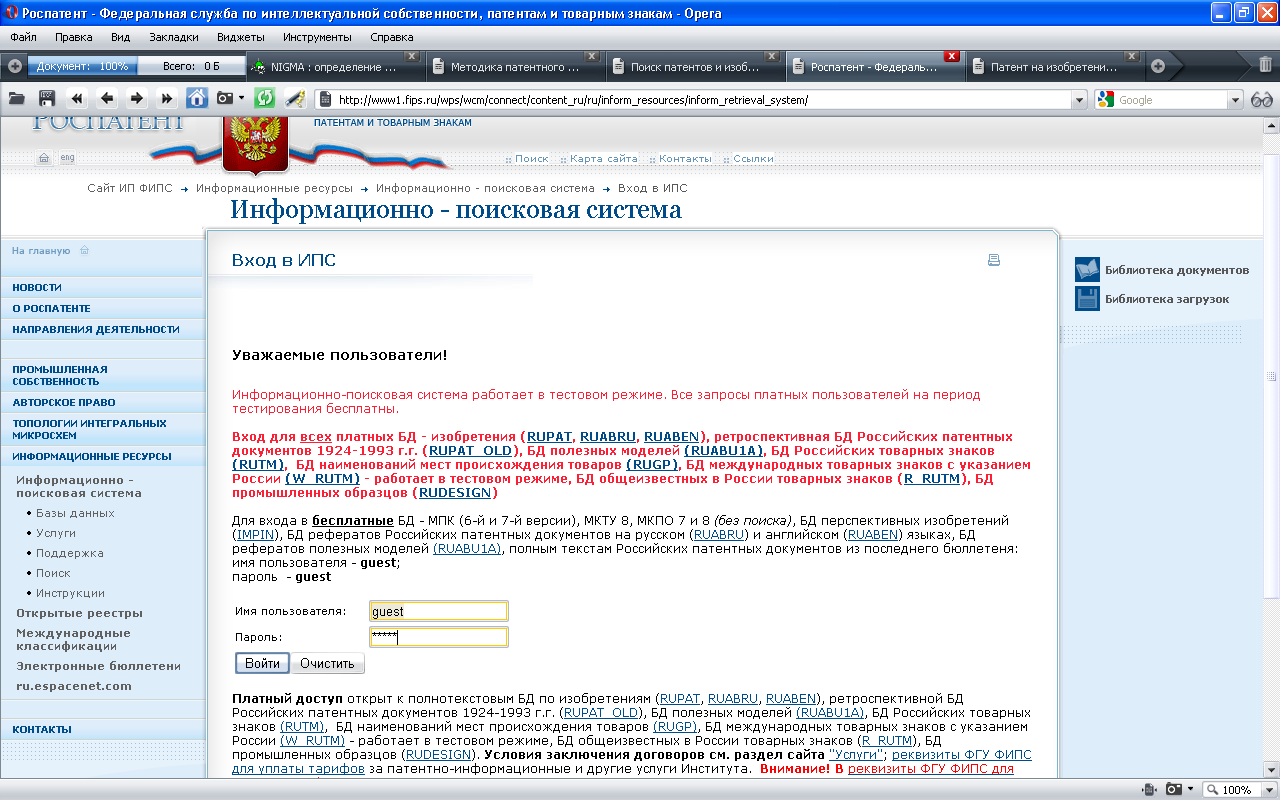 Роспатент - Федеральная служба по интеллектуальной собственности, патентам и товарным знакам - Opera
Файл Правка Вид Закладки Виджеты Инструменты Справка
Документ: 100% Всего: 0 Б NIGMA : определение ... Методика патентного ... Поиск патентов и изоб... Роспатент - Федераль... Патент на изобретени...
http://www1.fips.ru/wps/wcm/connect/content_ru/ru/inform_resources/inform_retrieval_system/ Google
РОСПАТЕНТ ПАТЕНТАМ И ТОВАРНЫМ ЗНАКАМ
eng Поиск Карта сайта Контакты Ссылки
Сайт ИП ФИПС → Информационные ресурсы → Информационно - поисковая система → Вход в ИПС
Информационно - поисковая система
На главную
НОВОСТИ
О РОСПАТЕНТЕ
НАПРАВЛЕНИЯ ДЕЯТЕЛЬНОСТИ
ПРОМЫШЛЕННАЯ
СОБСТВЕННОСТЬ
АВТОРСКОЕ ПРАВО
ТОПОЛОГИИ ИНТЕГРАЛЬНЫХ
МИКРОСХЕМ
ИНФОРМАЦИОННЫЕ РЕСУРСЫ
Информационно -
поисковая система
• Базы данных
• Услуги
• Поддержка
• Поиск
• Инструкции
Открытые реестры
Международные
классификации
Электронные бюллетени
ru.espacenet.com
КОНТАКТЫ
Вход в ИПС
Уважаемые пользователи!
Информационно-поисковая система работает в тестовом режиме. Все запросы платных пользователей на период
тестирования бесплатны.
Вход для всех платных БД - изобретения (RUPAT, RUABRU, RUABEN), ретроспективная БД Российских патентных
документов 1924-1993 г.г. (RUPAT_OLD), БД полезных моделей (RUABU1A), БД Российских товарных знаков
(RUTM), БД наименований мест происхождения товаров (RUGP), БД международных товарных знаков с указанием
России (W_RUTM) - работает в тестовом режиме, БД общеизвестных в России товарных знаков (R_RUTM), БД
промышленных образцов (RUDESIGN)
Для входа в бесплатные БД - МПК (6-й и 7-й версии), МКТУ 8, МКПО 7 и 8 (без поиска), БД перспективных изобретений
(IMPIN), БД рефератов Российских патентных документов на русском (RUABRU) и английском (RUABEN) языках, БД
рефератов полезных моделей (RUABU1A), полным текстам Российских патентных документов из последнего бюллетеня:
имя пользователя - guest;
пароль - guest
Имя пользователя: guest
Пароль: *****
Войти Очистить
Платный доступ открыт к полнотекстовым БД по изобретениям (RUPAT, RUABRU, RUABEN), ретроспективной БД
Российских патентных документов 1924-1993 г.г. (RUPAT_OLD), БД полезных моделей (RUABU1A), БД Российских товарных
знаков (RUTM), БД наименований мест происхождения товаров (RUGP), БД международных товарных знаков с указанием
России (W_RUTM) - работает в тестовом режиме, БД общеизвестных в России товарных знаков (R_RUTM), БД
промышленных образцов (RUDESIGN). Условия заключения договоров см. раздел сайта "Услуги"; реквизиты ФГУ ФИПС
для уплаты тарифов за патентно-информационные и другие услуги Института. Внимание! В реквизиты ФГУ ФИПС для
Библиотека документов
Библиотека загрузок
100%